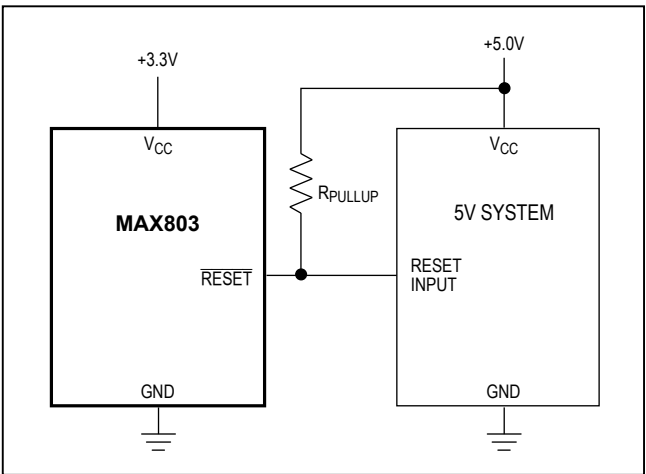 +3.3V
+5.0V
VCC
VCC
RPULLUP
MAX803
5V SYSTEM
RESET
RESET
INPUT
GND
GND